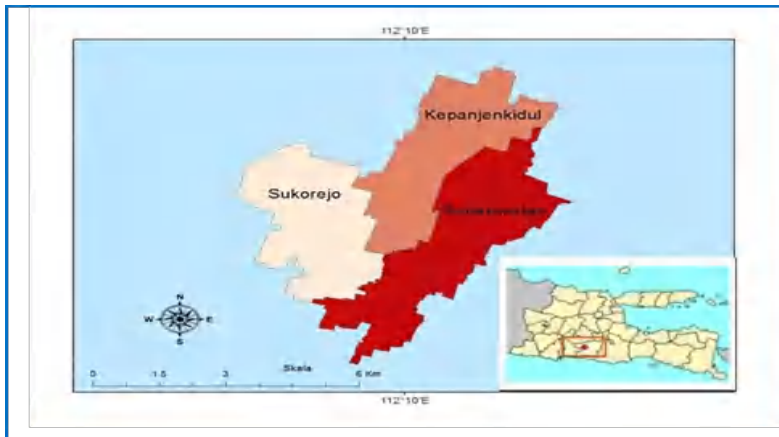 112°10'E
Kepanjenkidul
Sukorejo
N
W E
S
Skala
0 1.5 3 6 Km
112°10'E